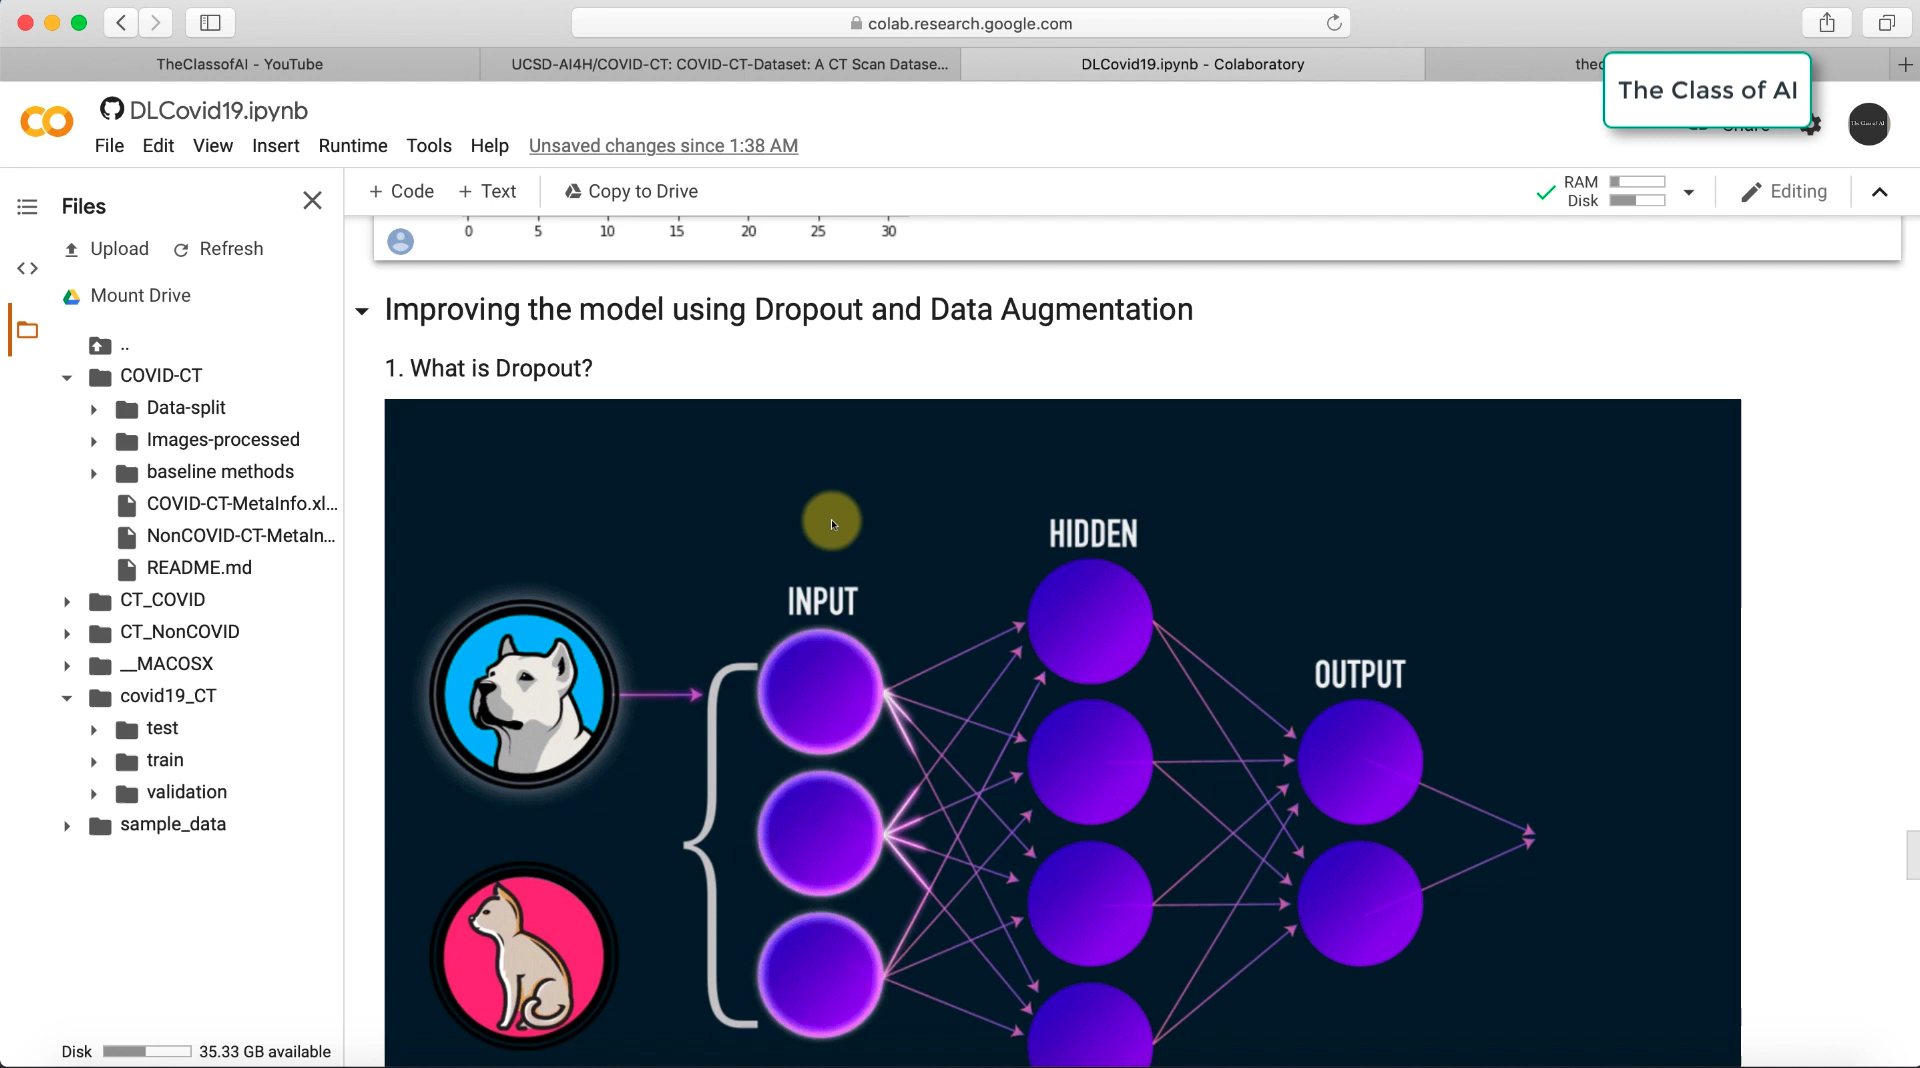 colab.research.google.com
TheClassofAI - YouTube
UCSD-AI4H/COVID-CT: COVID-CT-Dataset: A CT Scan Datase...
DLCovid19.ipynb - Colaboratory
The Class of AI
DLCovid19.ipynb
File Edit View Insert Runtime Tools Help Unsaved changes since 1:38 AM
Share
Files
+ Code + Text Copy to Drive
RAM
Disk
Editing
Upload Refresh
Mount Drive
..
COVID-CT
Data-split
Images-processed
baseline methods
COVID-CT-MetaInfo.xl...
NonCOVID-CT-MetaIn...
README.md
CT_COVID
CT_NonCOVID
__MACOSX
covid19_CT
test
train
validation
sample_data
Disk 35.33 GB available
0 5 10 15 20 25 30
Improving the model using Dropout and Data Augmentation
1. What is Dropout?
HIDDEN
INPUT
OUTPUT